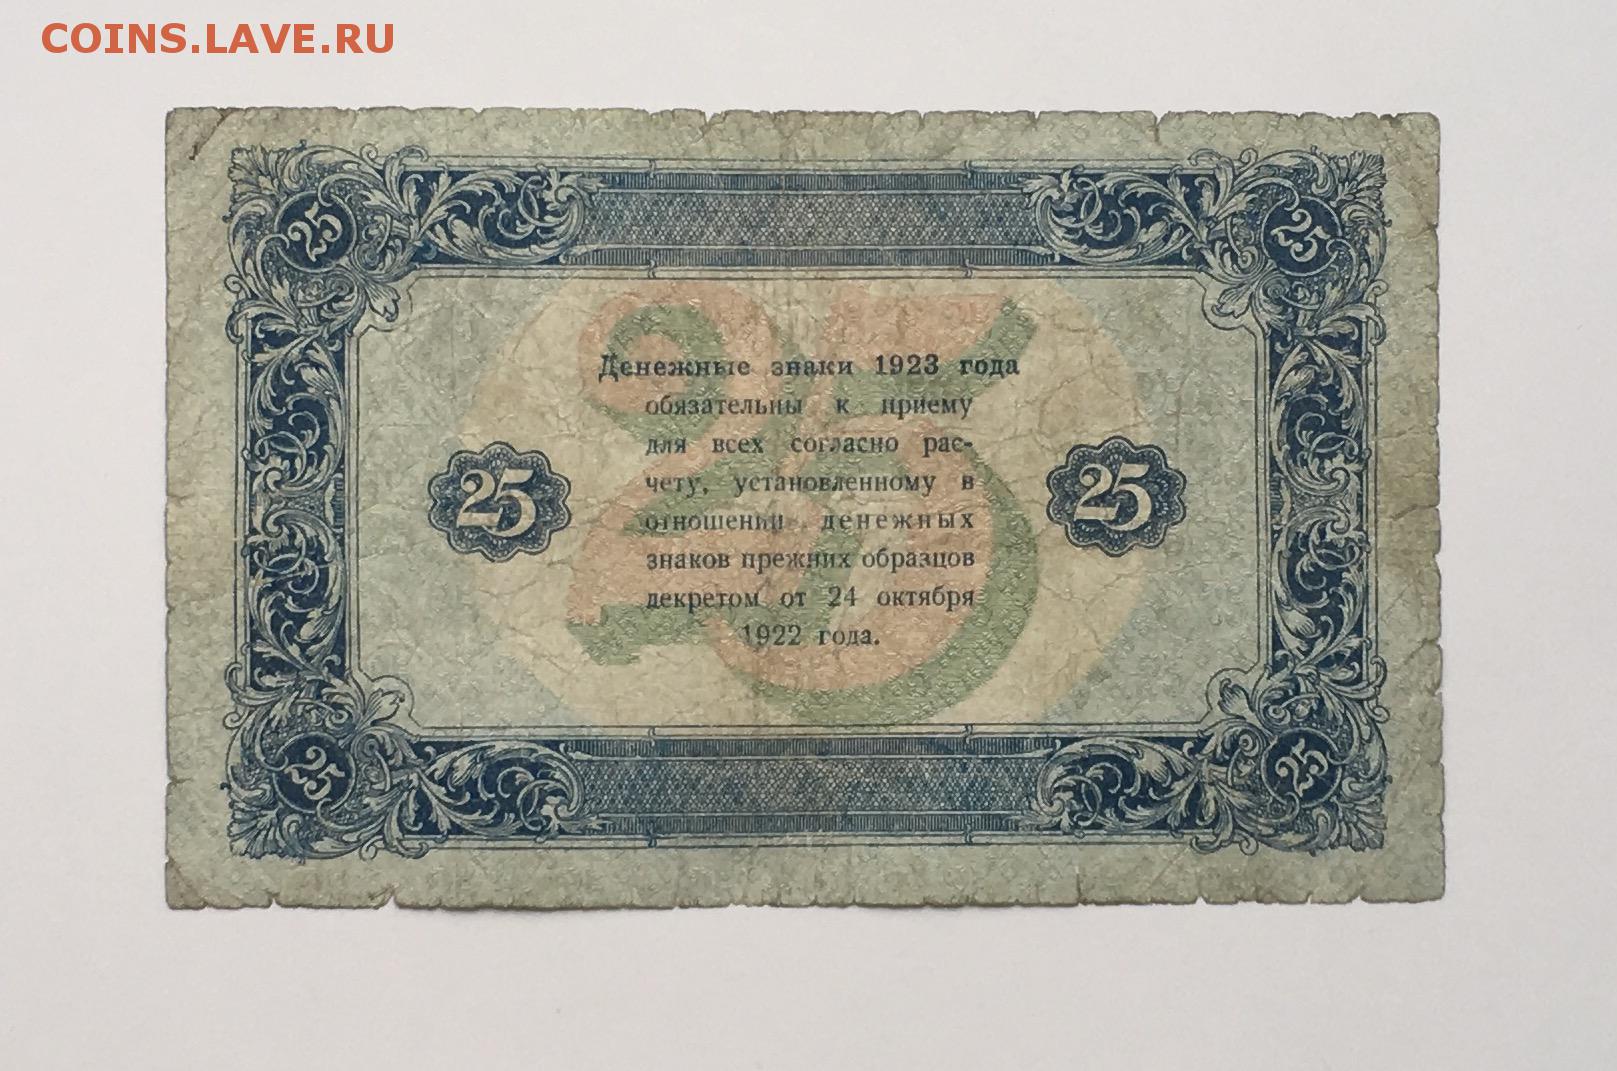 COINS.LAVE.RU
25 25
Денежные знаки 1923 года
обязательны к приему
для всех согласно рас-
чету, установленному в
отношении денежных
знаков прежних образцов
декретом от 24 октября
1922 года.
25 25
25
25 25